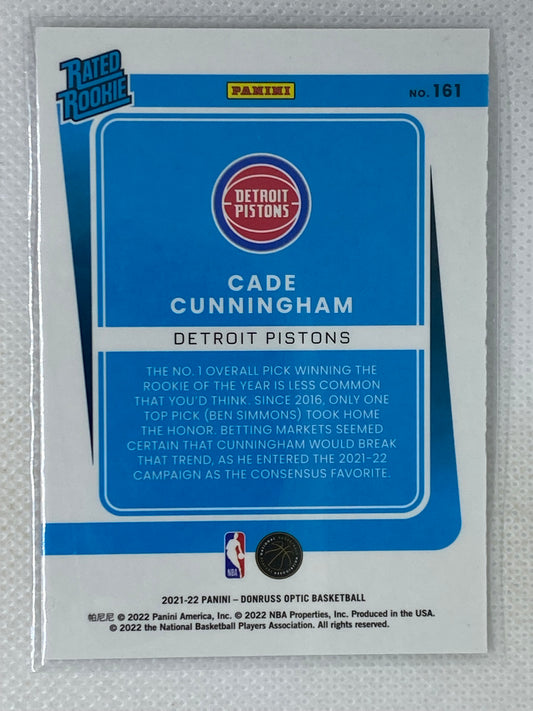 RATED
ROOKIE
PANINI
NO. 161
DETROIT
PISTONS
CADE
CUNNINGHAM
DETROIT PISTONS
THE NO. 1 OVERALL PICK WINNING THE
ROOKIE OF THE YEAR IS LESS COMMON
THAT YOU'D THINK. SINCE 2016, ONLY ONE
TOP PICK (BEN SIMMONS) TOOK HOME
THE HONOR. BETTING MARKETS SEEMED
CERTAIN THAT CUNNINGHAM WOULD BREAK
THAT TREND, AS HE ENTERED THE 2021-22
CAMPAIGN AS THE CONSENSUS FAVORITE.
NBA
2021-22 PANINI – DONRUSS OPTIC BASKETBALL
帕尼尼 © 2022 Panini America, Inc. © 2022 NBA Properties, Inc. Produced in the USA.
© 2022 the National Basketball Players Association. All rights reserved.